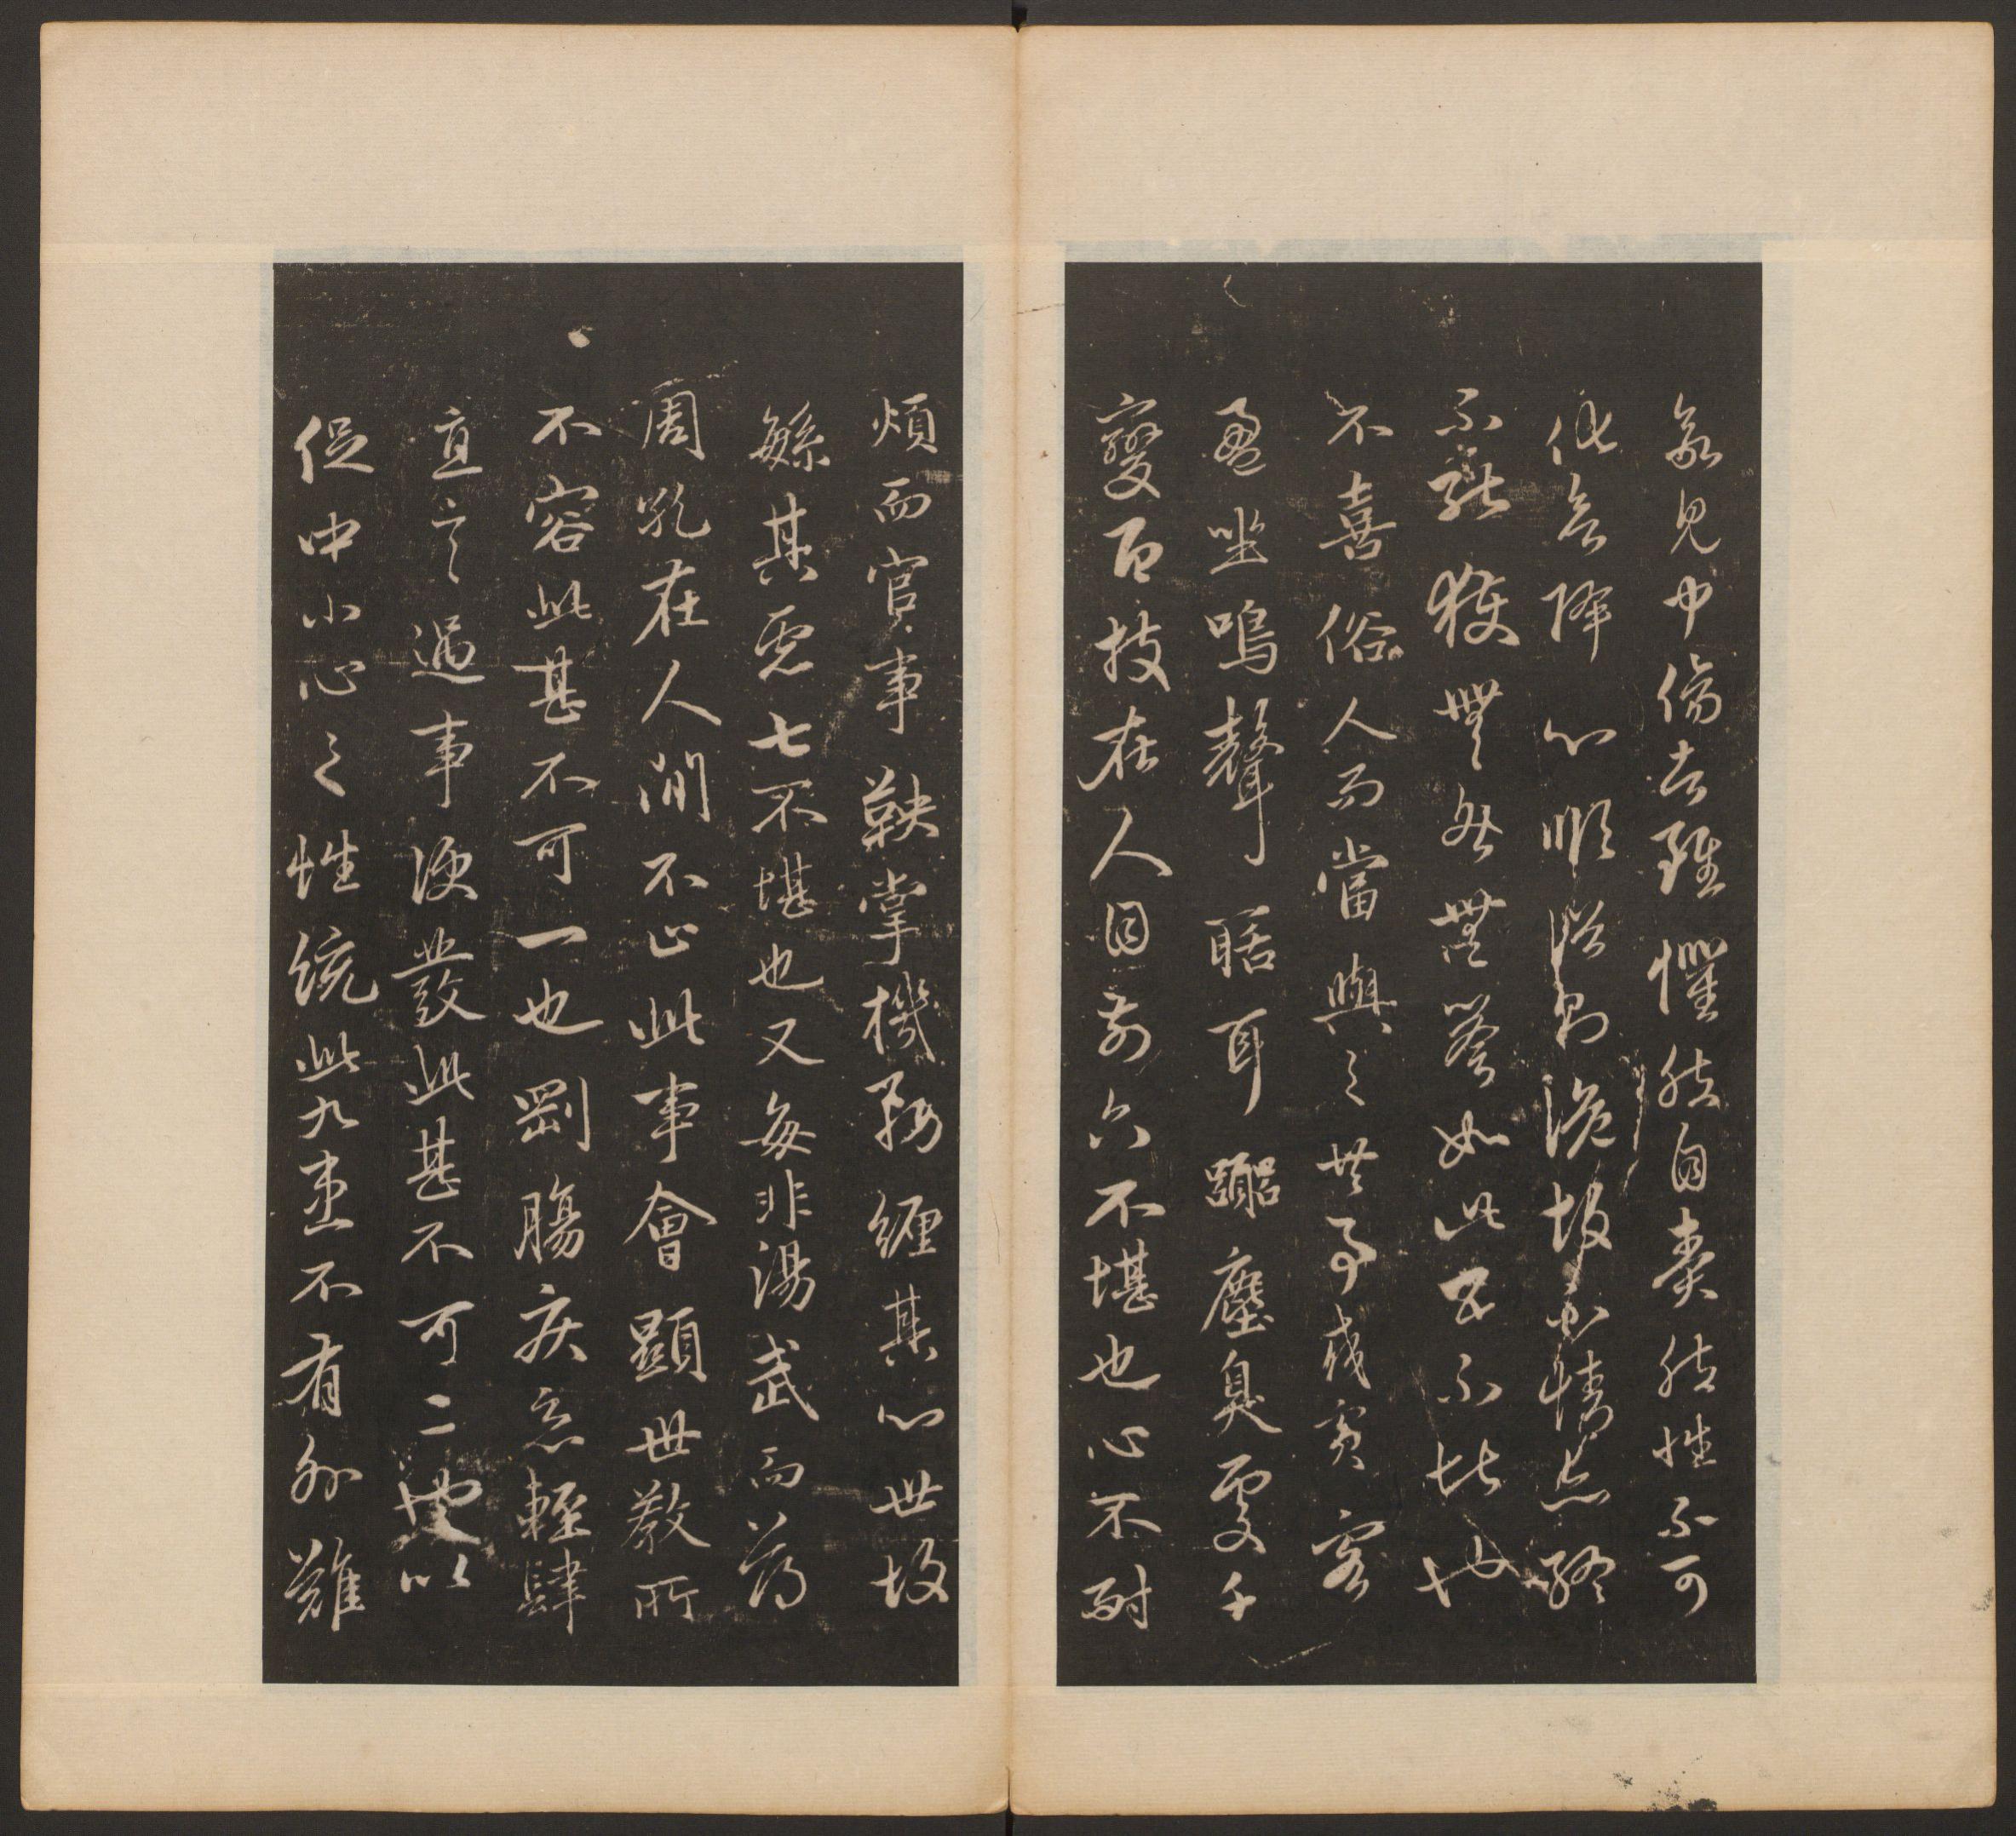 欲見中傷者雖懼然自責然性不可
化欲降心順俗則詭故不情亦終
不能獲無咎無譽如此五不堪也
不喜俗人而當與之共事或賓客
盈坐鳴聲聒耳囂塵臭處千
變百技在人目前六不堪也心不耐
煩而官事鞅掌機務纏其心世故
緐其慮七不堪也又每非湯武而薄
周孔在人間不止此事會顯世教所
不容此甚不可一也剛腸疾惡輕肆
直言遇事便發此甚不可二也以
促中小心之性統此九患不有外難